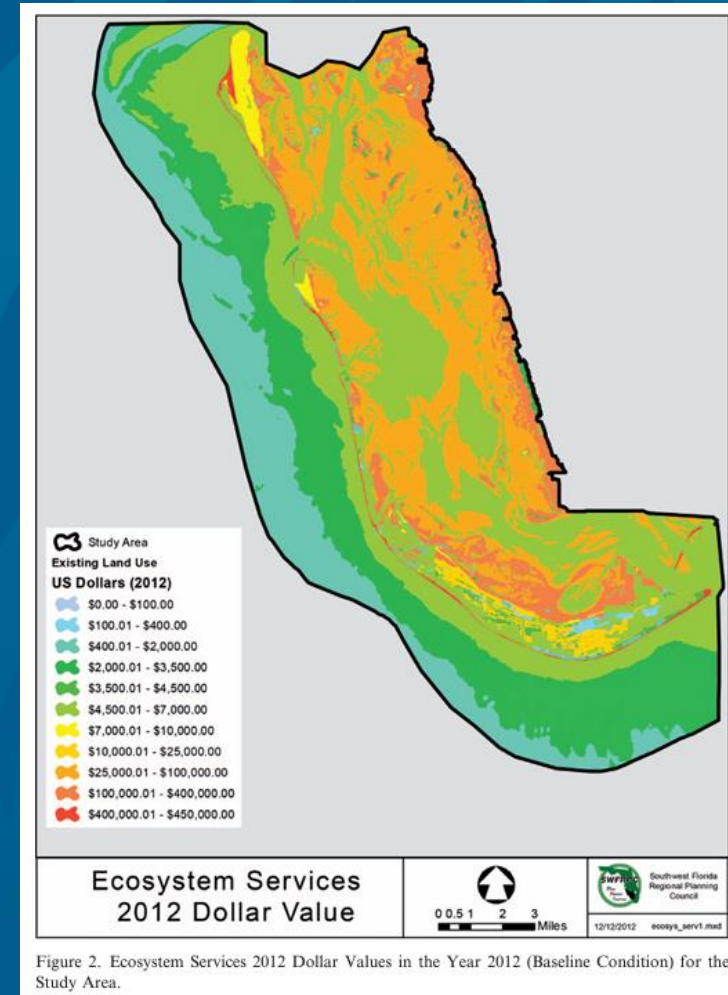 Study Area
Existing Land Use
US Dollars (2012)
$0.00 - $100.00
$100.01 - $400.00
$400.01 - $2,000.00
$2,000.01 - $3,500.00
$3,500.01 - $4,500.00
$4,500.01 - $7,000.00
$7,000.01 - $10,000.00
$10,000.01 - $25,000.00
$25,000.01 - $100,000.00
$100,000.01 - $400,000.00
$400,000.01 - $450,000.00
Ecosystem Services
2012 Dollar Value
0 0.5 1 2 3
Miles
Southwest Florida
Regional Planning
Council
12/12/2012 ecosys_serv1.mxd
Figure 2. Ecosystem Services 2012 Dollar Values in the Year 2012 (Baseline Condition) for the
Study Area.